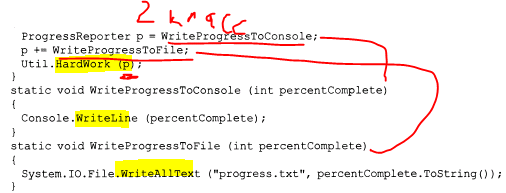 2
ProgressReporter p = WriteProgressToConsole;
p += WriteProgressToFile;
Util.HardWork (p);
}
static void WriteProgressToConsole (int percentComplete)
{
Console.WriteLine (percentComplete);
}
static void WriteProgressToFile (int percentComplete)
{
System.IO.File.WriteAllText ("progress.txt", percentComplete.ToString());
}